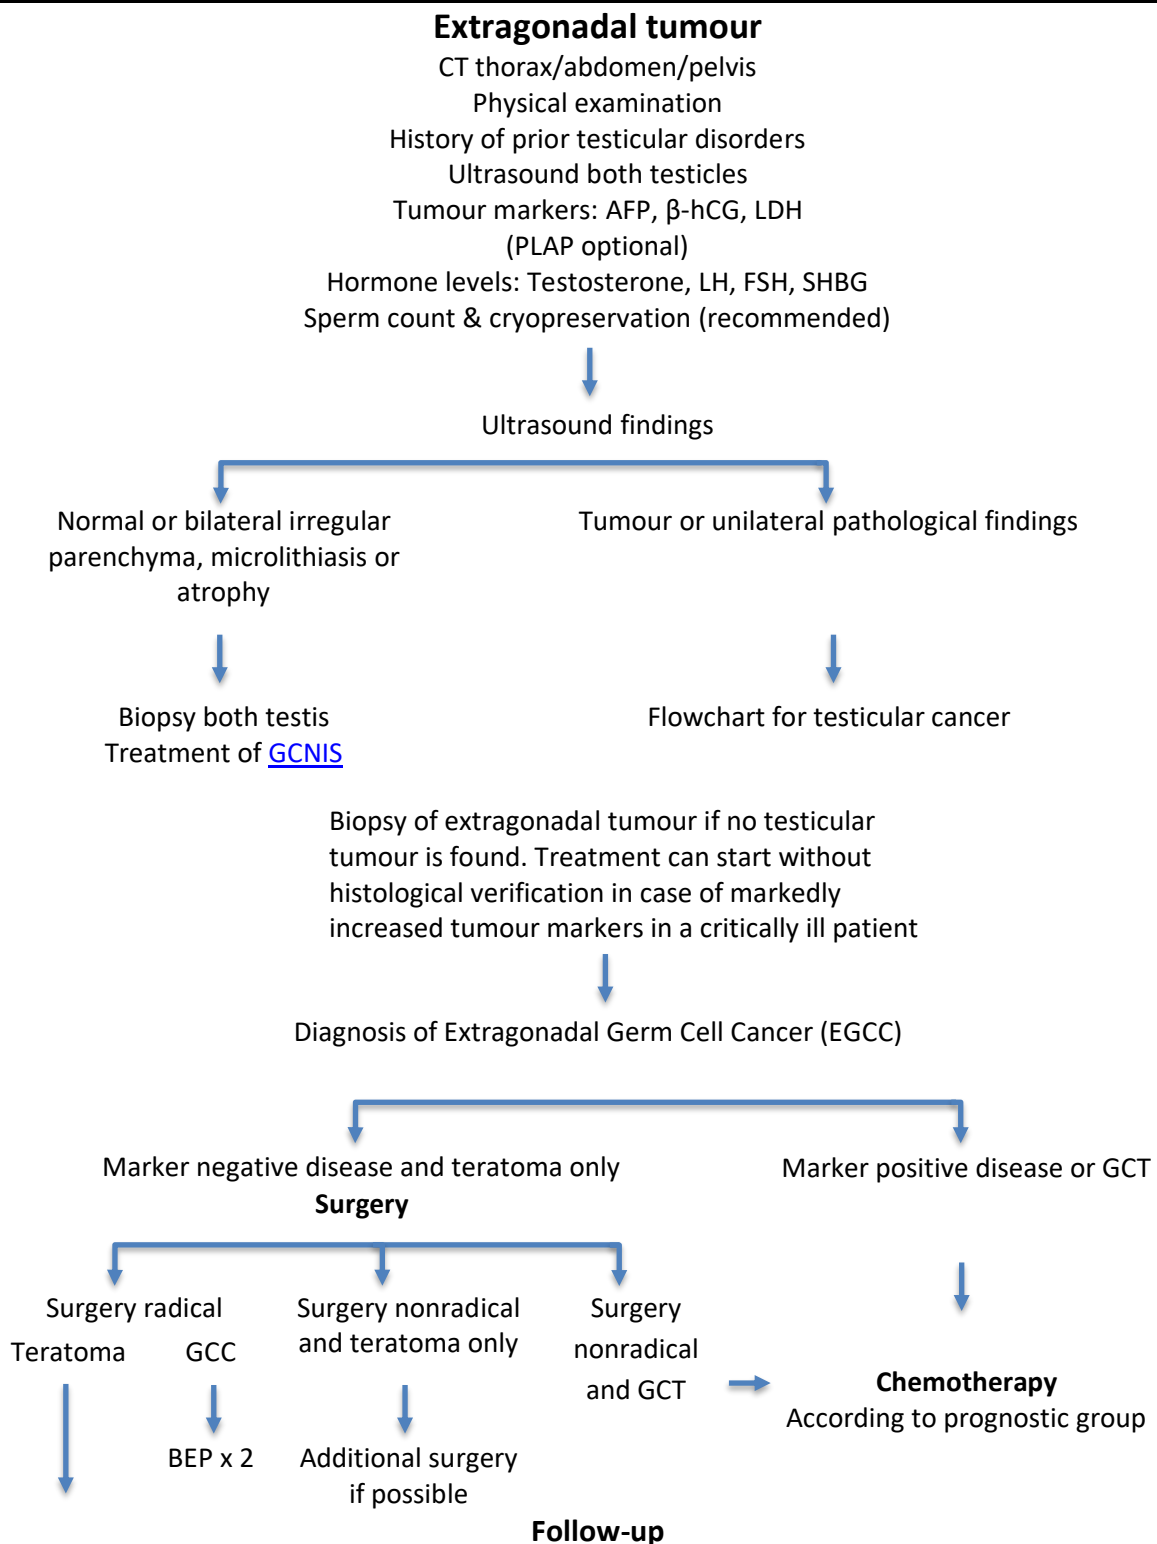 Extragonadal tumour
CT thorax/abdomen/pelvis
Physical examination
History of prior testicular disorders
Ultrasound both testicles
Tumour markers: AFP, β-hCG, LDH
(PLAP optional)
Hormone levels: Testosterone, LH, FSH, SHBG
Sperm count & cryopreservation (recommended)
Ultrasound findings
Normal or bilateral irregular
parenchyma, microlithiasis or
atrophy
Tumour or unilateral pathological findings
Biopsy both testis
Treatment of GCNIS
Flowchart for testicular cancer
Biopsy of extragonadal tumour if no testicular
tumour is found. Treatment can start without
histological verification in case of markedly
increased tumour markers in a critically ill patient
Diagnosis of Extragonadal Germ Cell Cancer (EGCC)
Marker negative disease and teratoma only
Surgery
Marker positive disease or GCT
Surgery radical
Teratoma GCC
BEP x 2
Surgery nonradical
and teratoma only
Additional surgery
if possible
Surgery
nonradical
and GCT
Chemotherapy
According to prognostic group
Follow-up